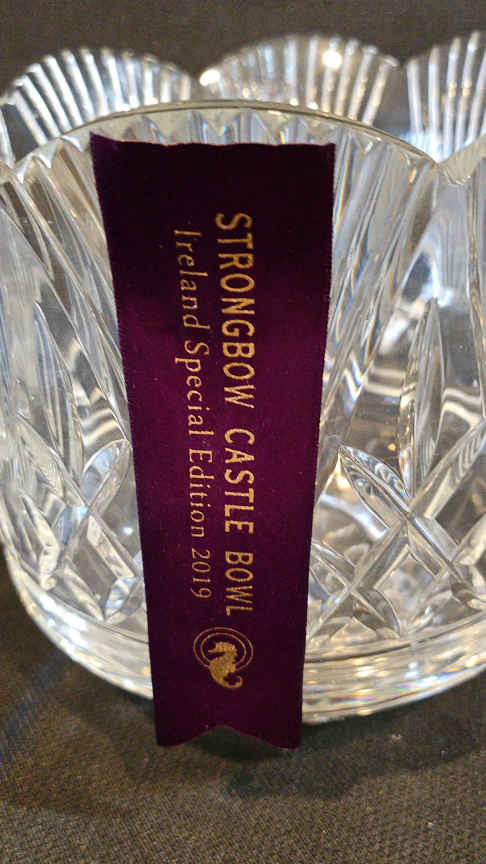 STRONGBOW CASTLE BOWL
Ireland Special Edition 2019